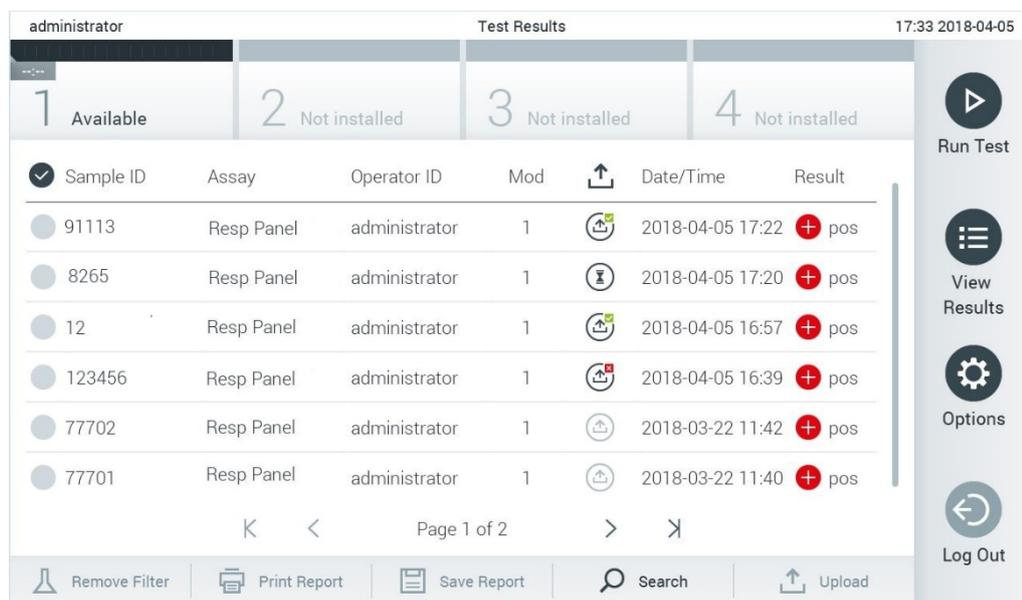 administrator Test Results 17:33 2018-04-05
--:--
1 Available 2 Not installed 3 Not installed 4 Not installed
Run Test
Sample ID Assay Operator ID Mod Date/Time Result
91113 Resp Panel administrator 1 2018-04-05 17:22 pos
8265 Resp Panel administrator 1 2018-04-05 17:20 pos
View
Results
12 Resp Panel administrator 1 2018-04-05 16:57 pos
123456 Resp Panel administrator 1 2018-04-05 16:39 pos
Options
77702 Resp Panel administrator 1 2018-03-22 11:42 pos
77701 Resp Panel administrator 1 2018-03-22 11:40 pos
Page 1 of 2
Log Out
Remove Filter Print Report Save Report Search Upload